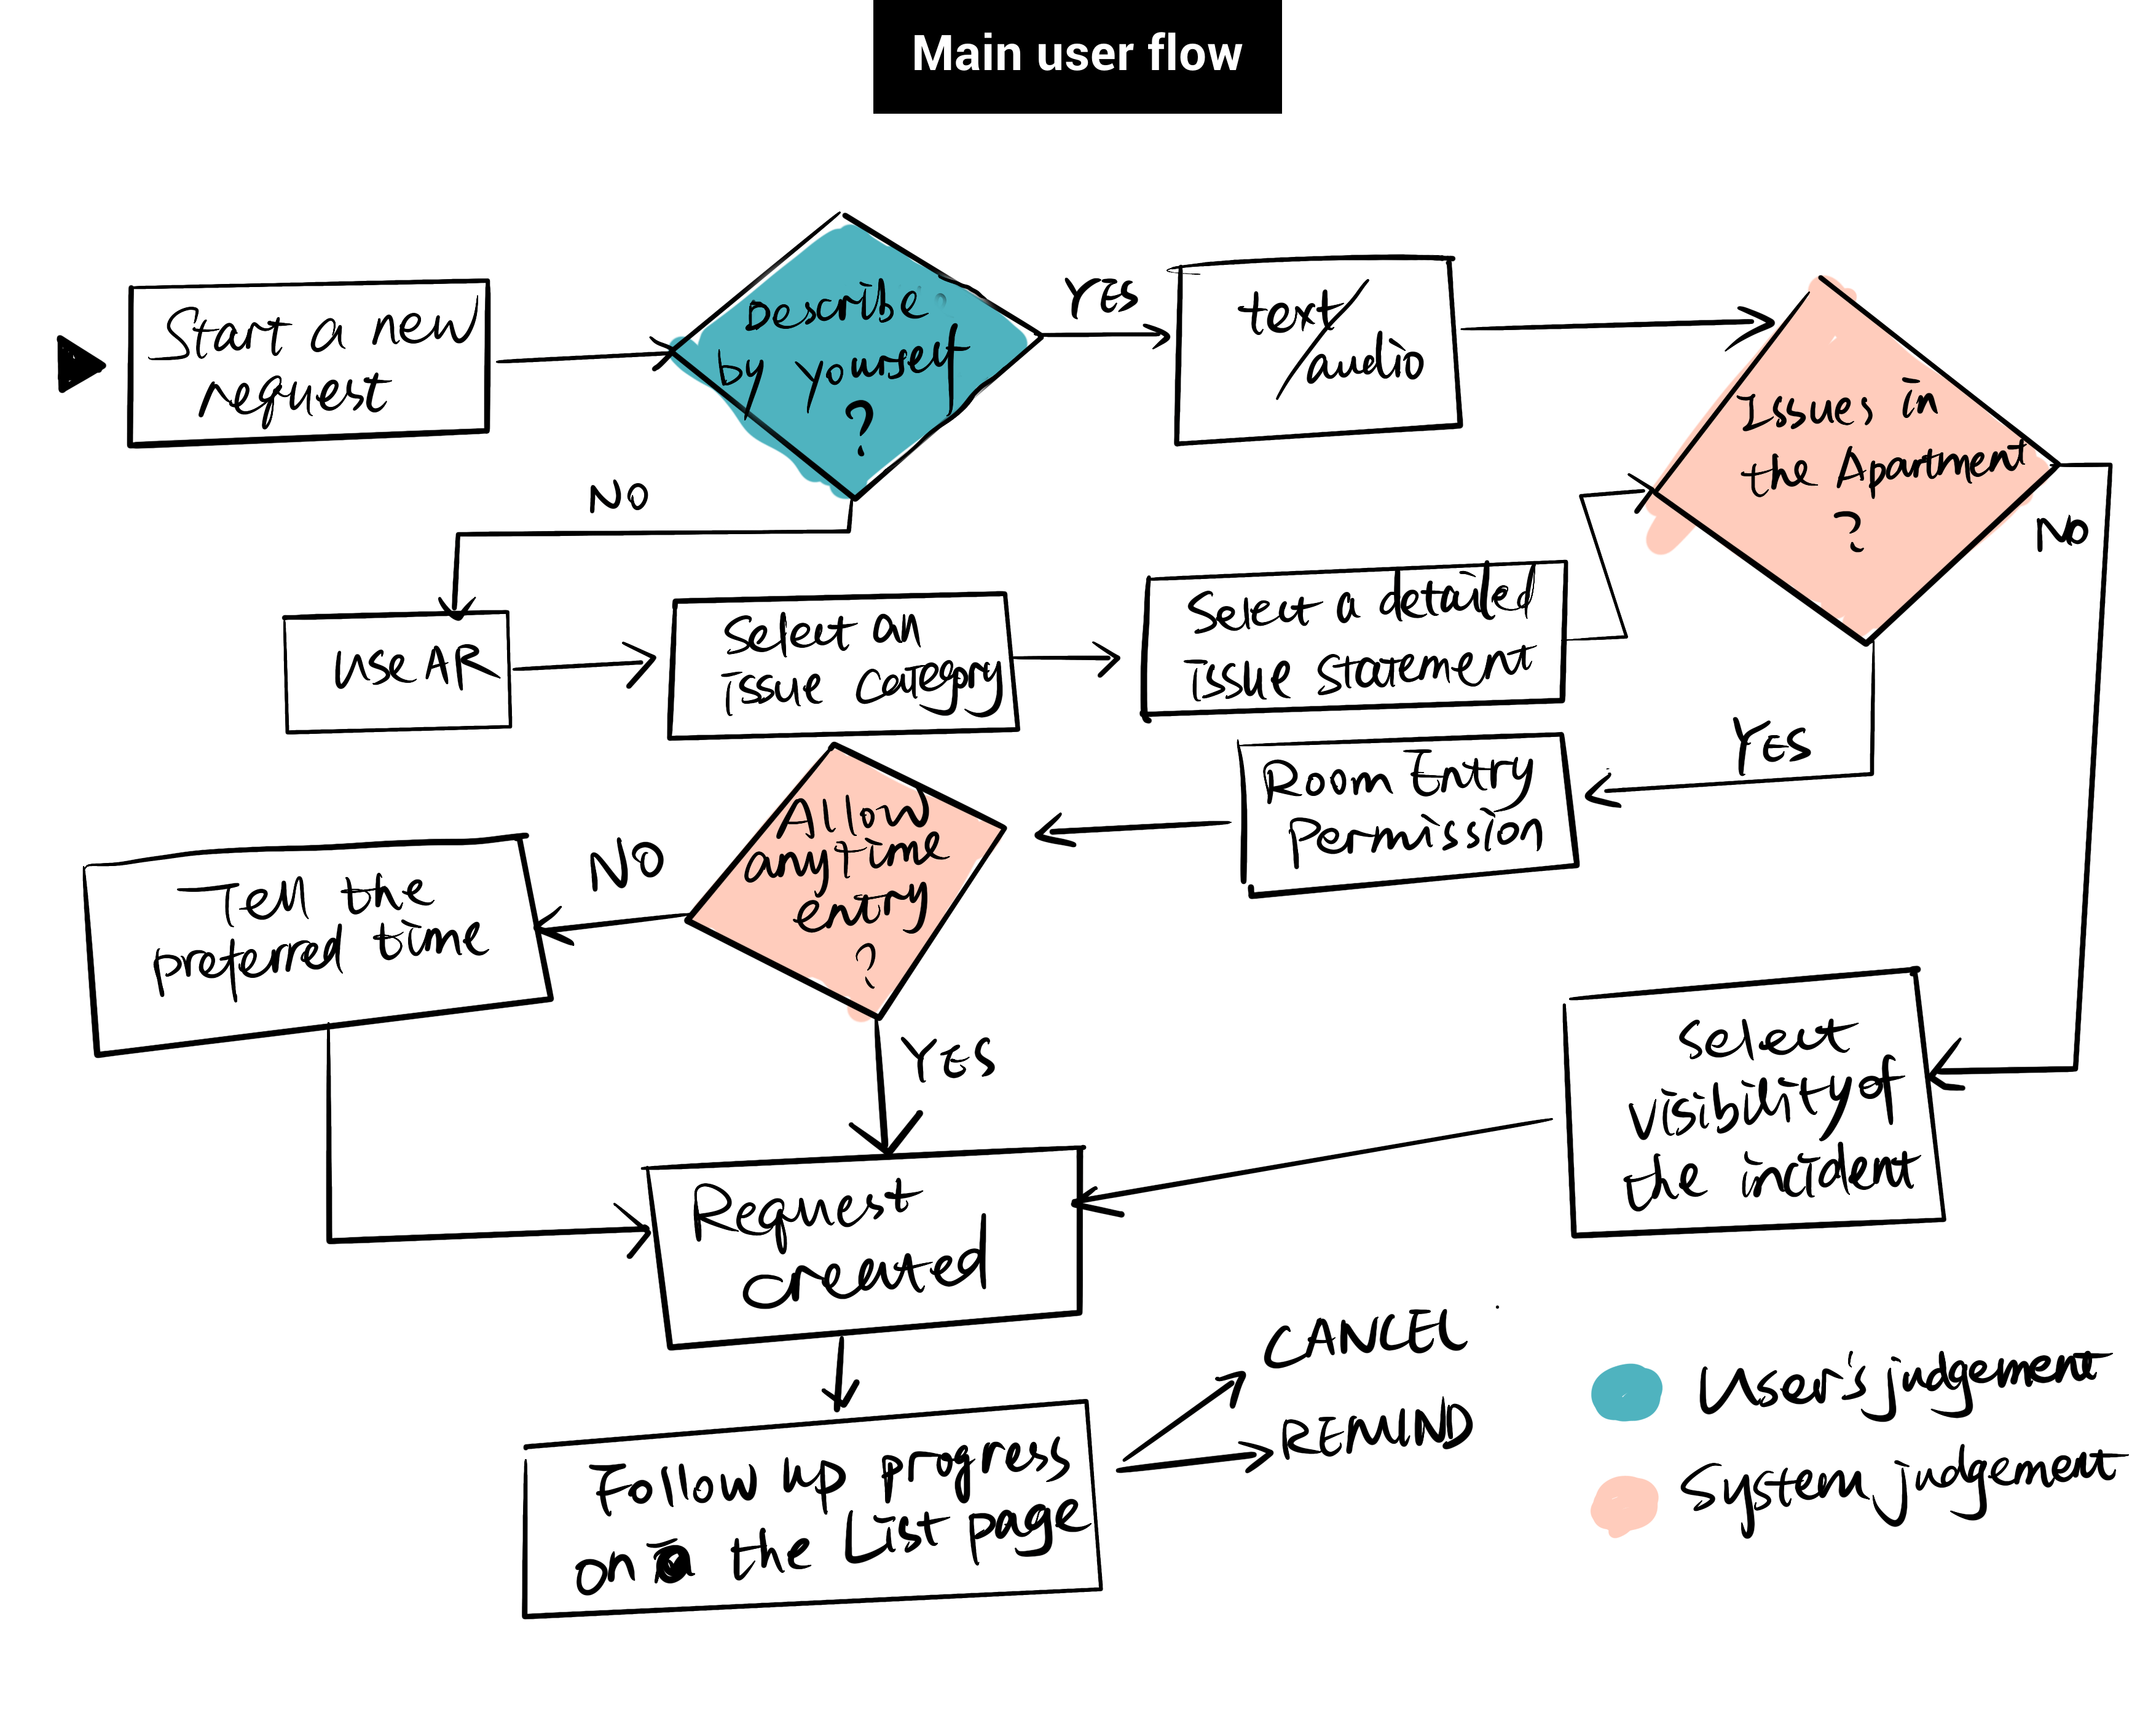 Main user flow
Start a new
request
Describe
by Yourself
?
YES
text/
audio
Issues in
the Apartment
?
NO
NO
Use AR
Select an
issue Category
Select a detailed
issue statement
YES
Room Entry
Permission
Allow
anytime
entry
?
NO
Tell the
preferred time
YES
Select
visibility of
the incident
Request
created
CANCEL
REMIND
Follow up progress
on the List page
User's judgement
System judgement